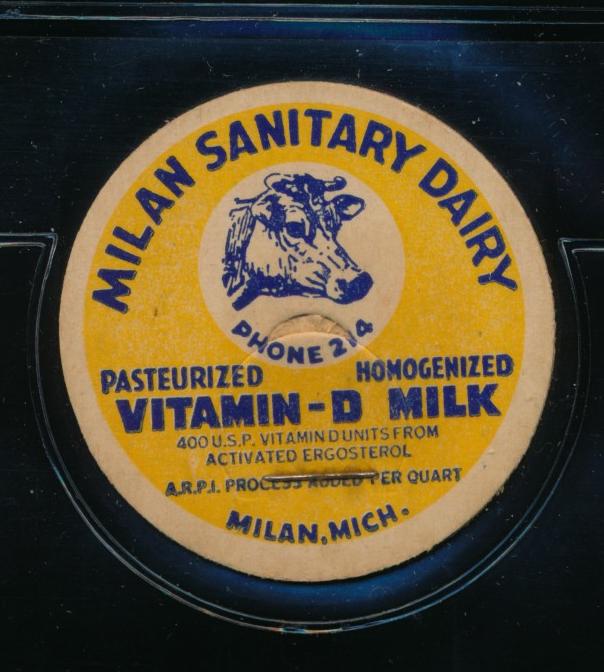 MILAN SANITARY DAIRY
PHONE 214
PASTEURIZED HOMOGENIZED
VITAMIN-D MILK
400 U.S.P. VITAMIN D UNITS FROM
ACTIVATED ERGOSTEROL
A.R.P.I. PROCESS ADDED PER QUART
MILAN, MICH.